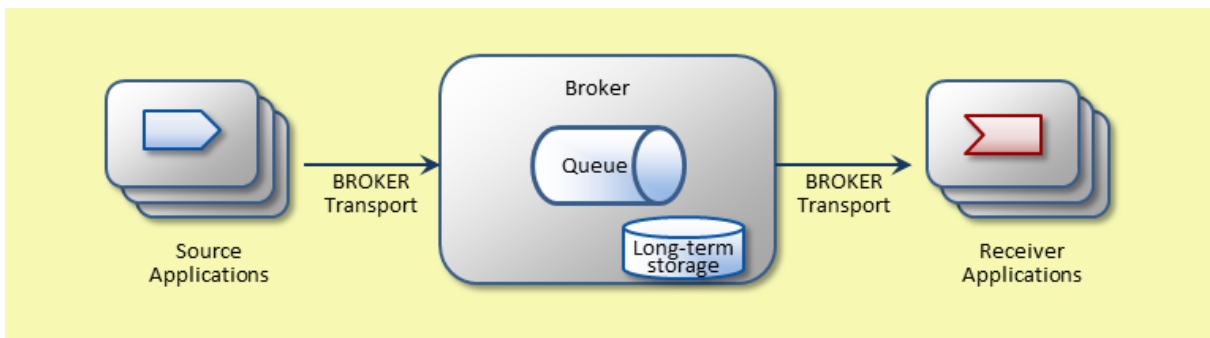 Broker
Queue
Long-term
storage
BROKER
Transport
BROKER
Transport
Source
Applications
Receiver
Applications